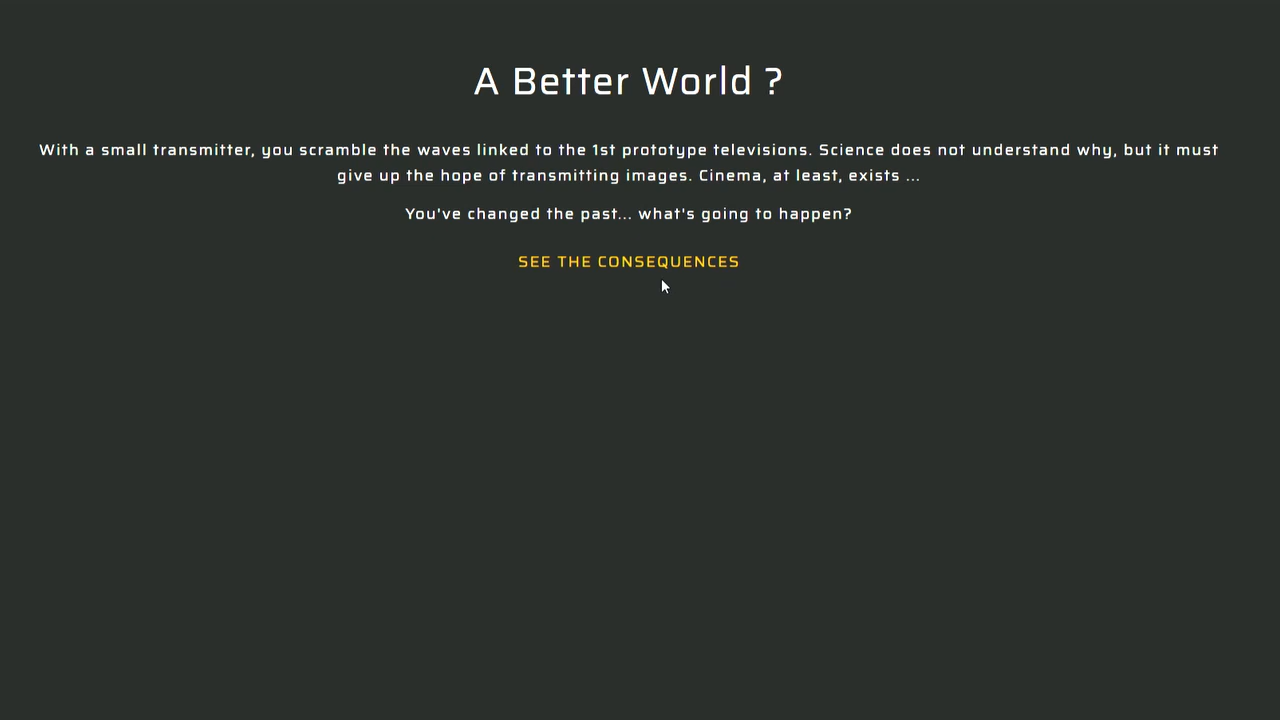 A Better World ?
With a small transmitter, you scramble the waves linked to the 1st prototype televisions. Science does not understand why, but it must
give up the hope of transmitting images. Cinema, at least, exists ...
You've changed the past... what's going to happen?
SEE THE CONSEQUENCES